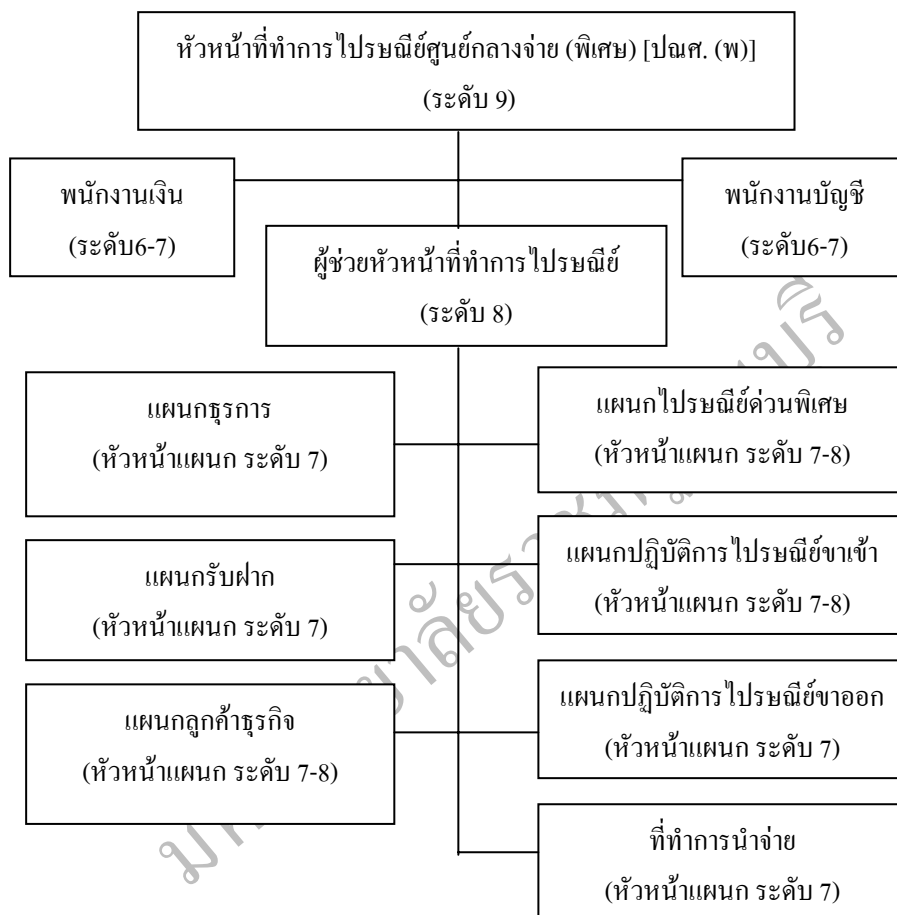 หัวหน้าที่ทำการไปรษณีย์ศูนย์กลางจ่าย (พิเศษ) [ปณศ. (พ)]
(ระดับ 9)
พนักงานเงิน
(ระดับ6-7)
พนักงานบัญชี
(ระดับ6-7)
ผู้ช่วยหัวหน้าที่ทำการไปรษณีย์
(ระดับ 8)
แผนกธุรการ
(หัวหน้าแผนก ระดับ 7)
แผนกไปรษณีย์ด่วนพิเศษ
(หัวหน้าแผนก ระดับ 7-8)
แผนกรับฝาก
(หัวหน้าแผนก ระดับ 7)
แผนกปฏิบัติการไปรษณีย์ขาเข้า
(หัวหน้าแผนก ระดับ 7-8)
แผนกลูกค้าธุรกิจ
(หัวหน้าแผนก ระดับ 7-8)
แผนกปฏิบัติการไปรษณีย์ขาออก
(หัวหน้าแผนก ระดับ 7)
ที่ทำการนำจ่าย
(หัวหน้าแผนก ระดับ 7)